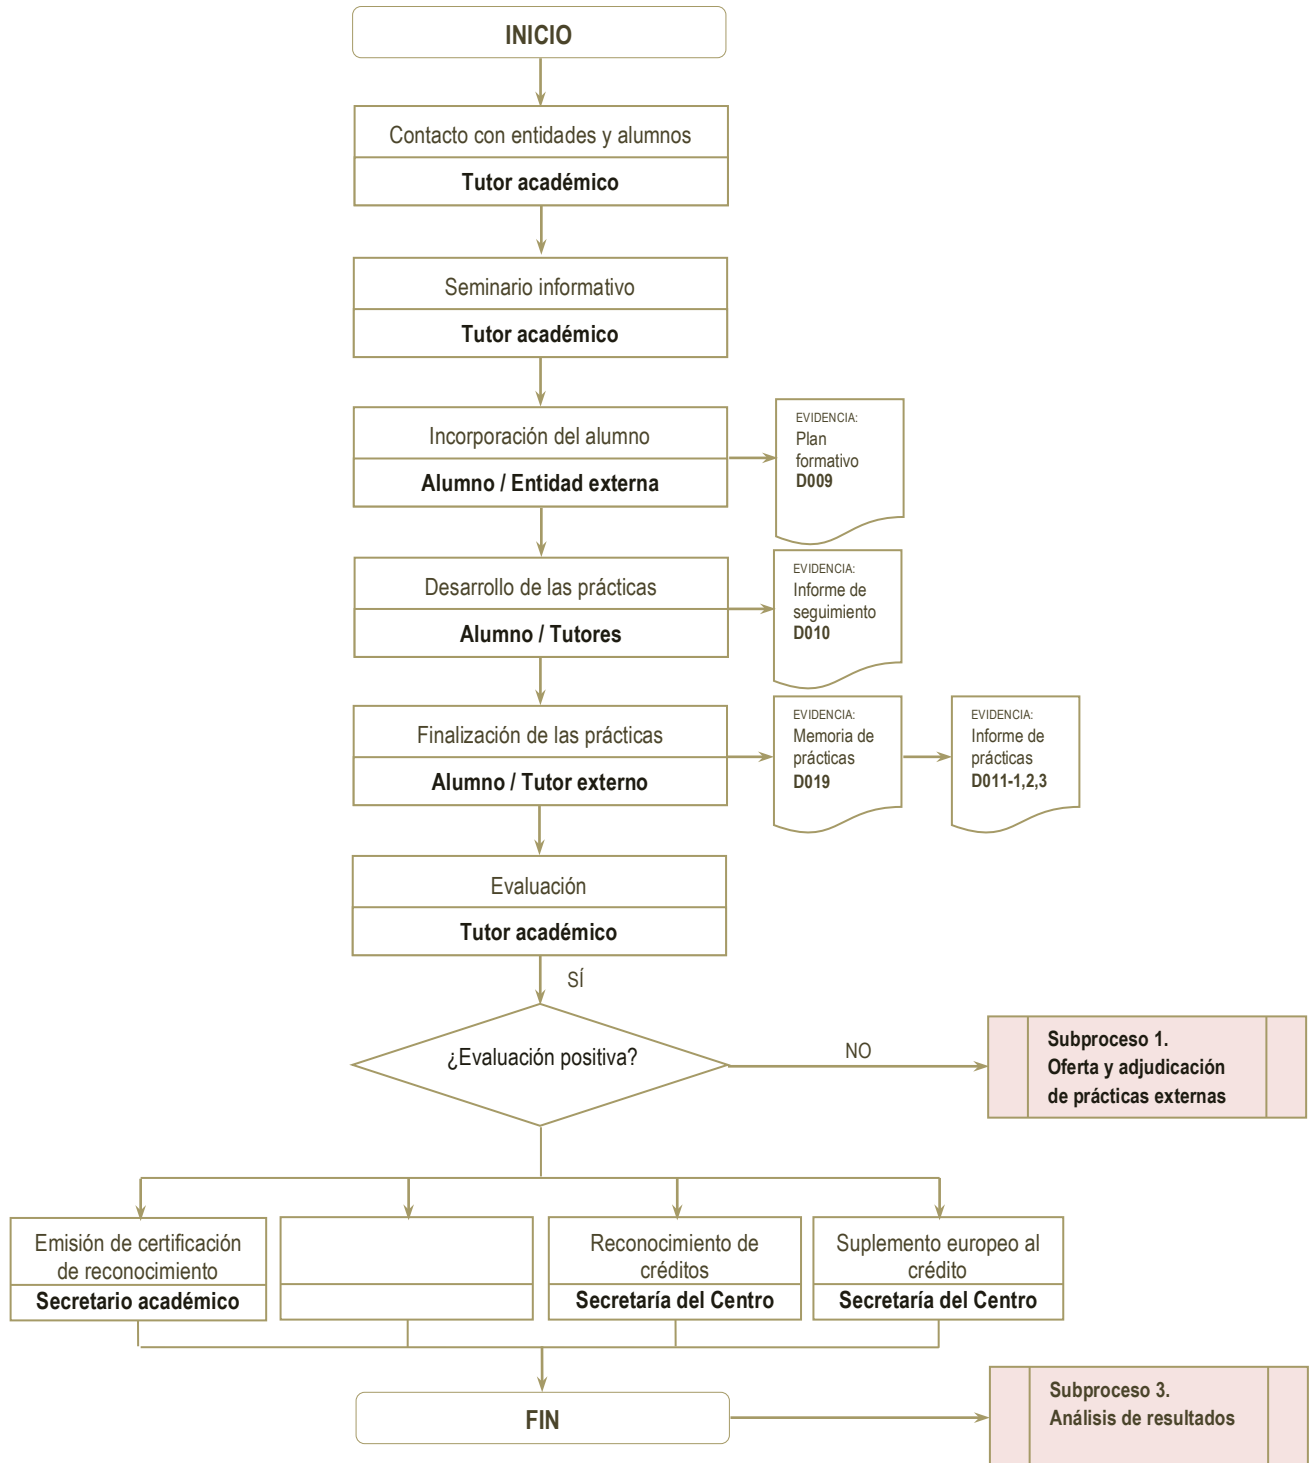 INICIO
Contacto con entidades y alumnos
Tutor académico
Seminario informativo
Tutor académico
Incorporación del alumno
Alumno / Entidad externa
EVIDENCIA:
Plan
formativo
D009
Desarrollo de las prácticas
Alumno / Tutores
EVIDENCIA:
Informe de
seguimiento
D010
Finalización de las prácticas
Alumno / Tutor externo
EVIDENCIA:
Memoria de
prácticas
D019
EVIDENCIA:
Informe de
prácticas
D011-1,2,3
Evaluación
Tutor académico
SÍ
¿Evaluación positiva?
NO
Subproceso 1.
Oferta y adjudicación
de prácticas externas
Emisión de certificación
de reconocimiento
Secretario académico
Reconocimiento de
créditos
Secretaría del Centro
Suplemento europeo al
crédito
Secretaría del Centro
FIN
Subproceso 3.
Análisis de resultados